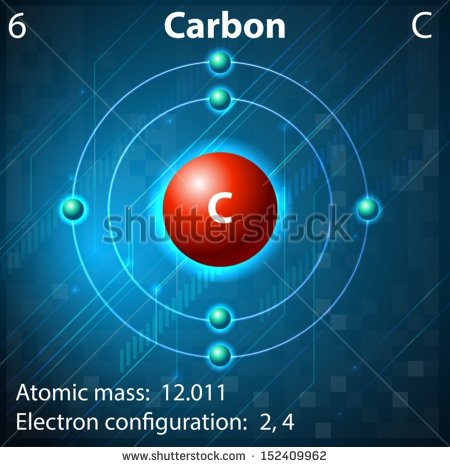 6 Carbon C
C
Atomic mass: 12.011
Electron configuration: 2, 4
shutterstock
www.shutterstock.com · 152409962